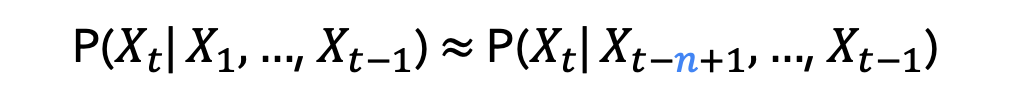 P(X_t| X_1, ..., X_{t−1}) ≈ P(X_t| X_{t−n+1}, ..., X_{t−1})